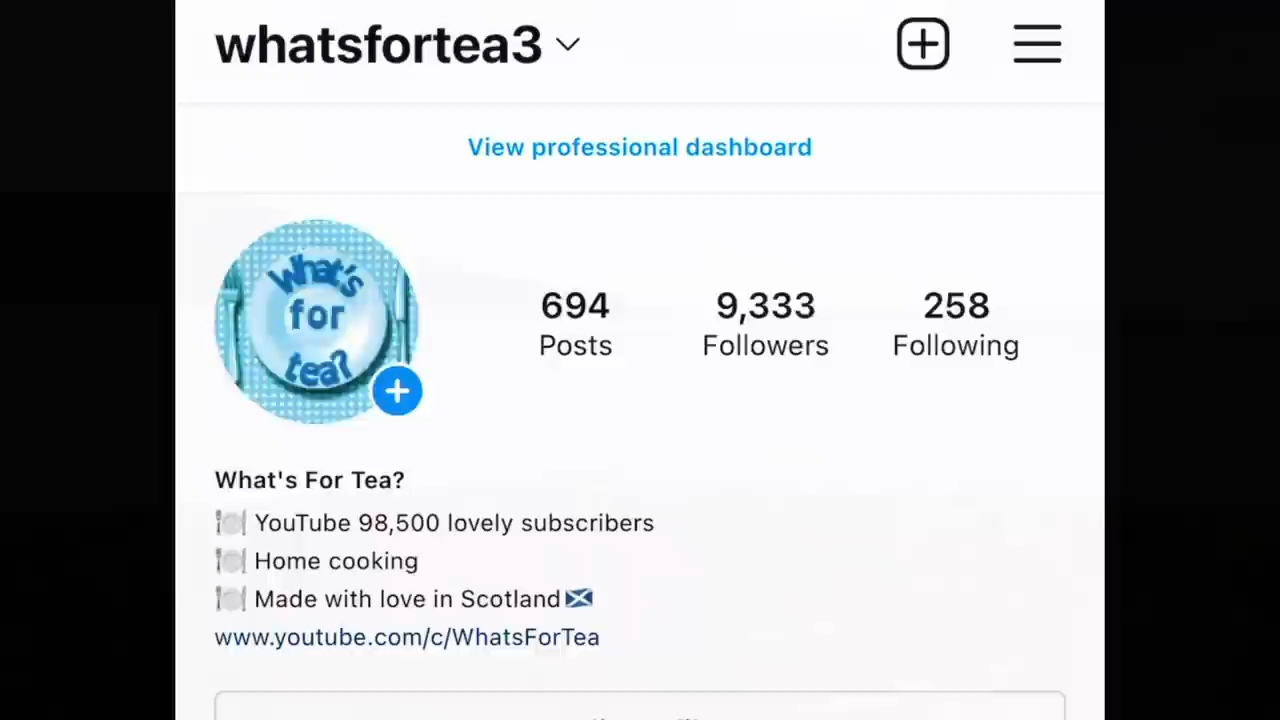 whatsfortea3
View professional dashboard
What's
for
tea?
694
Posts
9,333
Followers
258
Following
What's For Tea?
YouTube 98,500 lovely subscribers
Home cooking
Made with love in Scotland
www.youtube.com/c/WhatsForTea